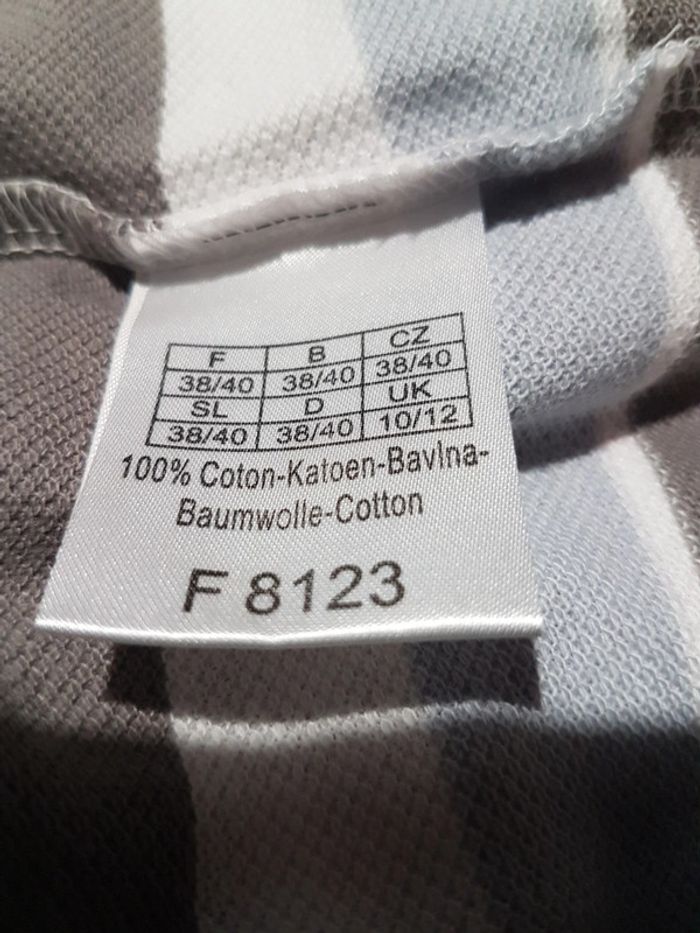 F B CZ
38/40 38/40 38/40
SL D UK
38/40 38/40 10/12
100% Coton-Katoen-Bavlna-
Baumwolle-Cotton
F 8123